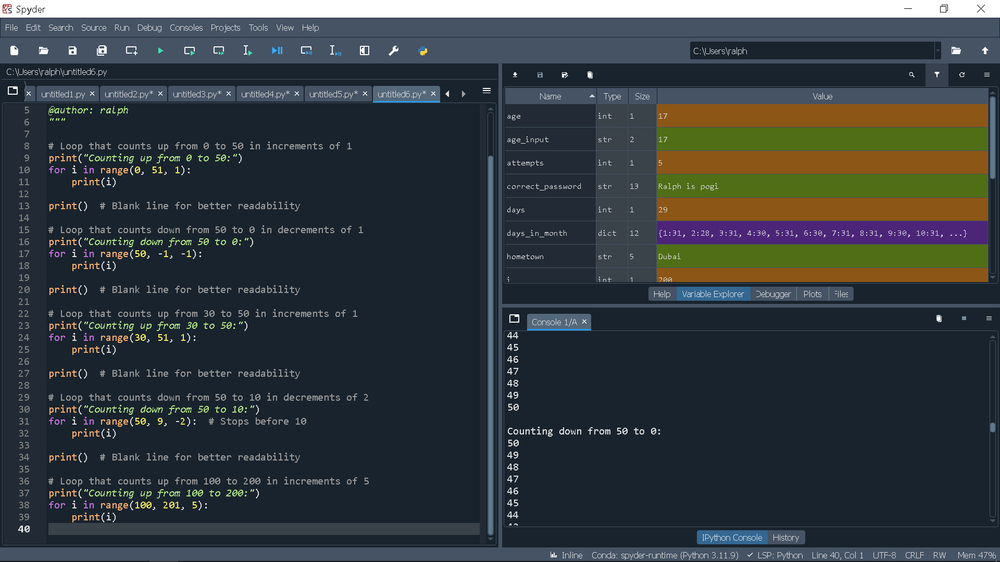 Spyder
File Edit Search Source Run Debug Consoles Projects Tools View Help
C:\Users\ralph
C:\Users\ralph\untitled6.py
untitled1.py untitled2.py* untitled3.py* untitled4.py* untitled5.py* untitled6.py*
5 @author: ralph
6 """
7
8 # Loop that counts up from 0 to 50 in increments of 1
9 print("Counting up from 0 to 50:")
10 for i in range(0, 51, 1):
11     print(i)
12
13 print()  # Blank line for better readability
14
15 # Loop that counts down from 50 to 0 in decrements of 1
16 print("Counting down from 50 to 0:")
17 for i in range(50, -1, -1):
18     print(i)
19
20 print()  # Blank line for better readability
21
22 # Loop that counts up from 30 to 50 in increments of 1
23 print("Counting up from 30 to 50:")
24 for i in range(30, 51, 1):
25     print(i)
26
27 print()  # Blank line for better readability
28
29 # Loop that counts down from 50 to 10 in decrements of 2
30 print("Counting down from 50 to 10:")
31 for i in range(50, 9, -2):  # Stops before 10
32     print(i)
33
34 print()  # Blank line for better readability
35
36 # Loop that counts up from 100 to 200 in increments of 5
37 print("Counting up from 100 to 200:")
38 for i in range(100, 201, 5):
39     print(i)
40
Name Type Size Value
age int 1 17
age_input str 2 17
attempts int 1 5
correct_password str 13 Ralph is pogi
days int 1 29
days_in_month dict 12 {1:31, 2:28, 3:31, 4:30, 5:31, 6:30, 7:31, 8:31, 9:30, 10:31, ...}
hometown str 5 Dubai
i int 1 200
Help Variable Explorer Debugger Plots Files
Console 1/A
44
45
46
47
48
49
50
Counting down from 50 to 0:
50
49
48
47
46
45
44
IPython Console History
Inline Conda: spyder-runtime (Python 3.11.9) ✓ LSP: Python Line 40, Col 1 UTF-8 CRLF RW Mem 47%